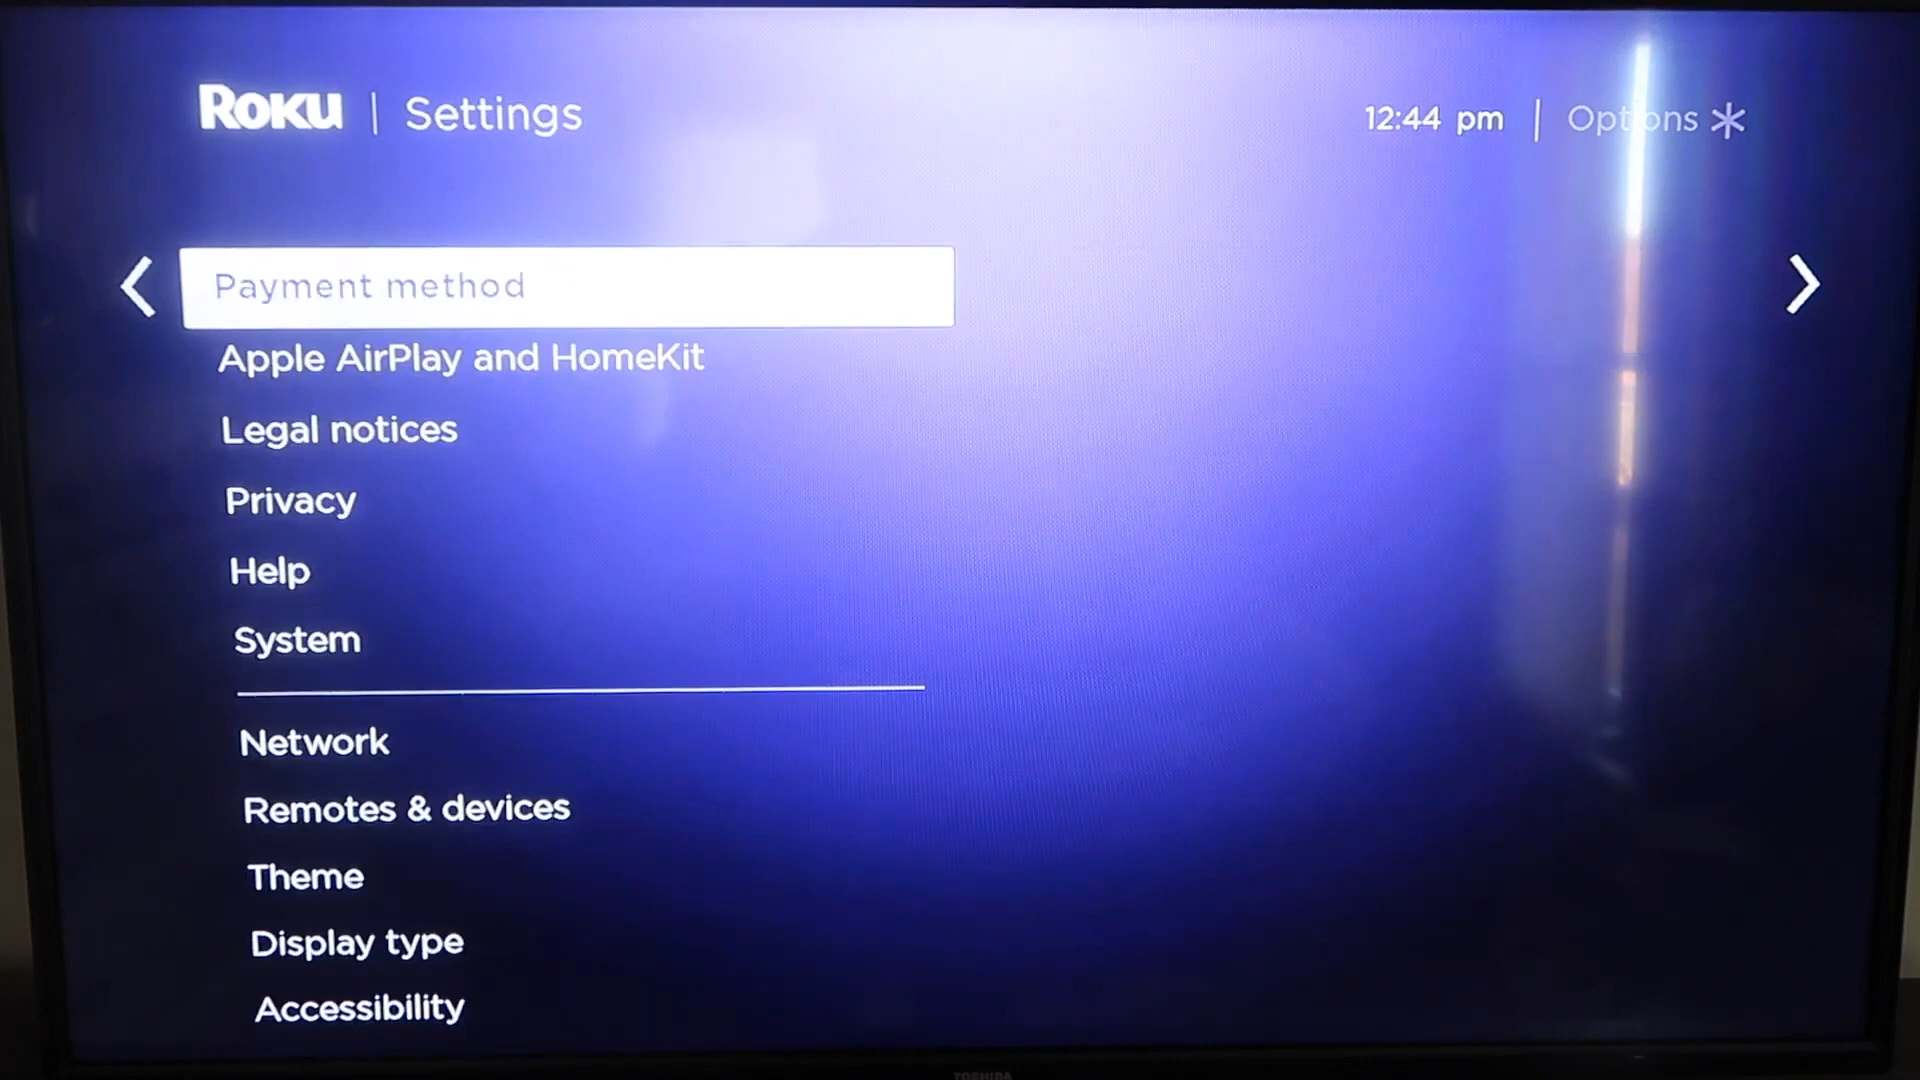 Roku | Settings
12:44 pm | Options *
Payment method
Apple AirPlay and HomeKit
Legal notices
Privacy
Help
System
Network
Remotes & devices
Theme
Display type
Accessibility
TOSHIBA